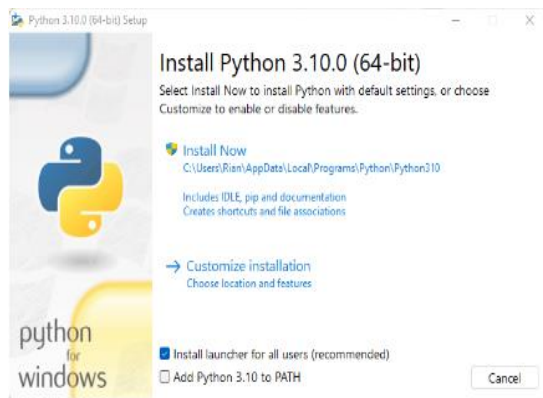 Python 3.10.0 (64-bit) Setup
Install Python 3.10.0 (64-bit)
Select Install Now to install Python with default settings, or choose
Customize to enable or disable features.
Install Now
C:\Users\Rian\AppData\Local\Programs\Python\Python310
Includes IDLE, pip and documentation
Creates shortcuts and file associations
Customize installation
Choose location and features
python
for
windows
Install launcher for all users (recommended)
Add Python 3.10 to PATH
Cancel